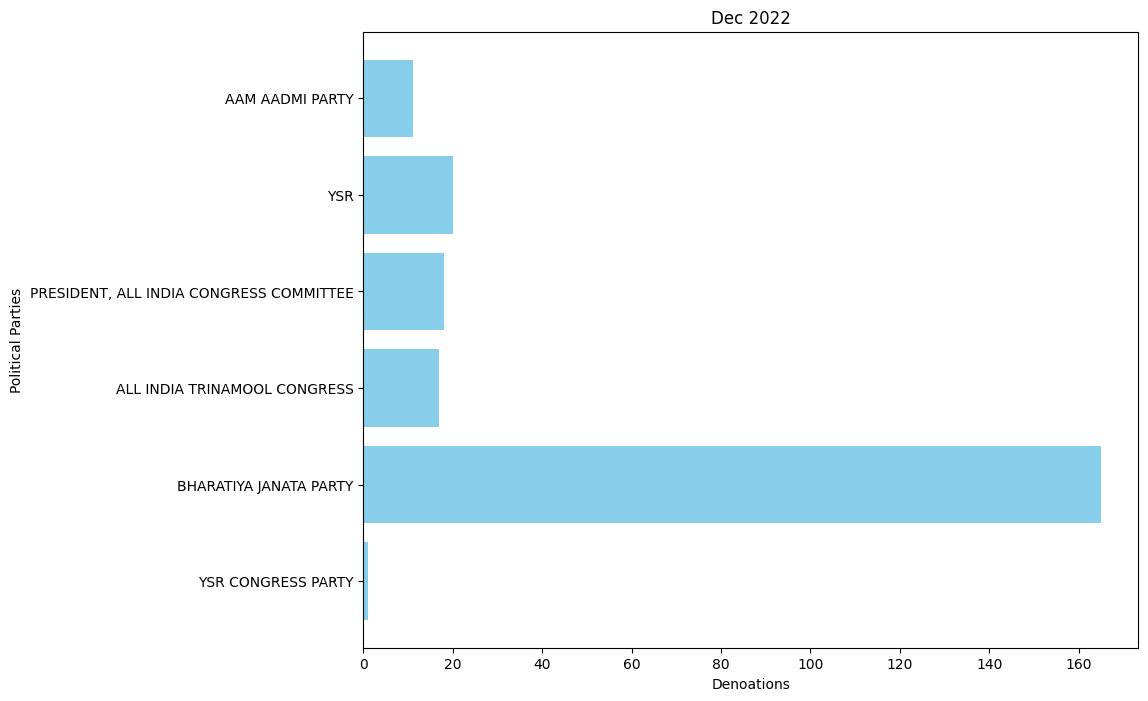 Dec 2022
Political Parties
AAM AADMI PARTY
YSR
PRESIDENT, ALL INDIA CONGRESS COMMITTEE
ALL INDIA TRINAMOOL CONGRESS
BHARATIYA JANATA PARTY
YSR CONGRESS PARTY
0 20 40 60 80 100 120 140 160
Denoations